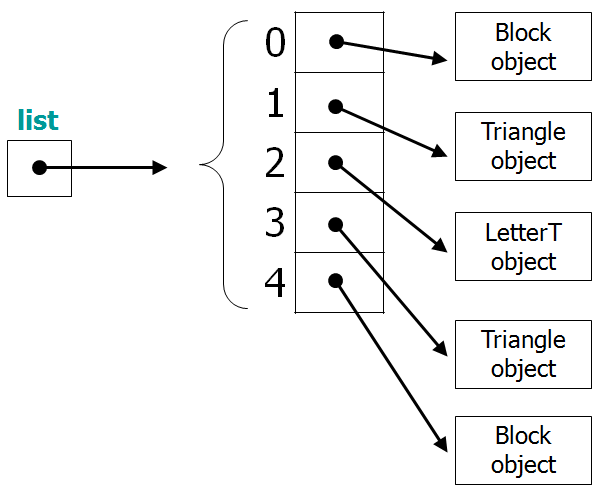 list
0
1
2
3
4
Block
object
Triangle
object
LetterT
object
Triangle
object
Block
object